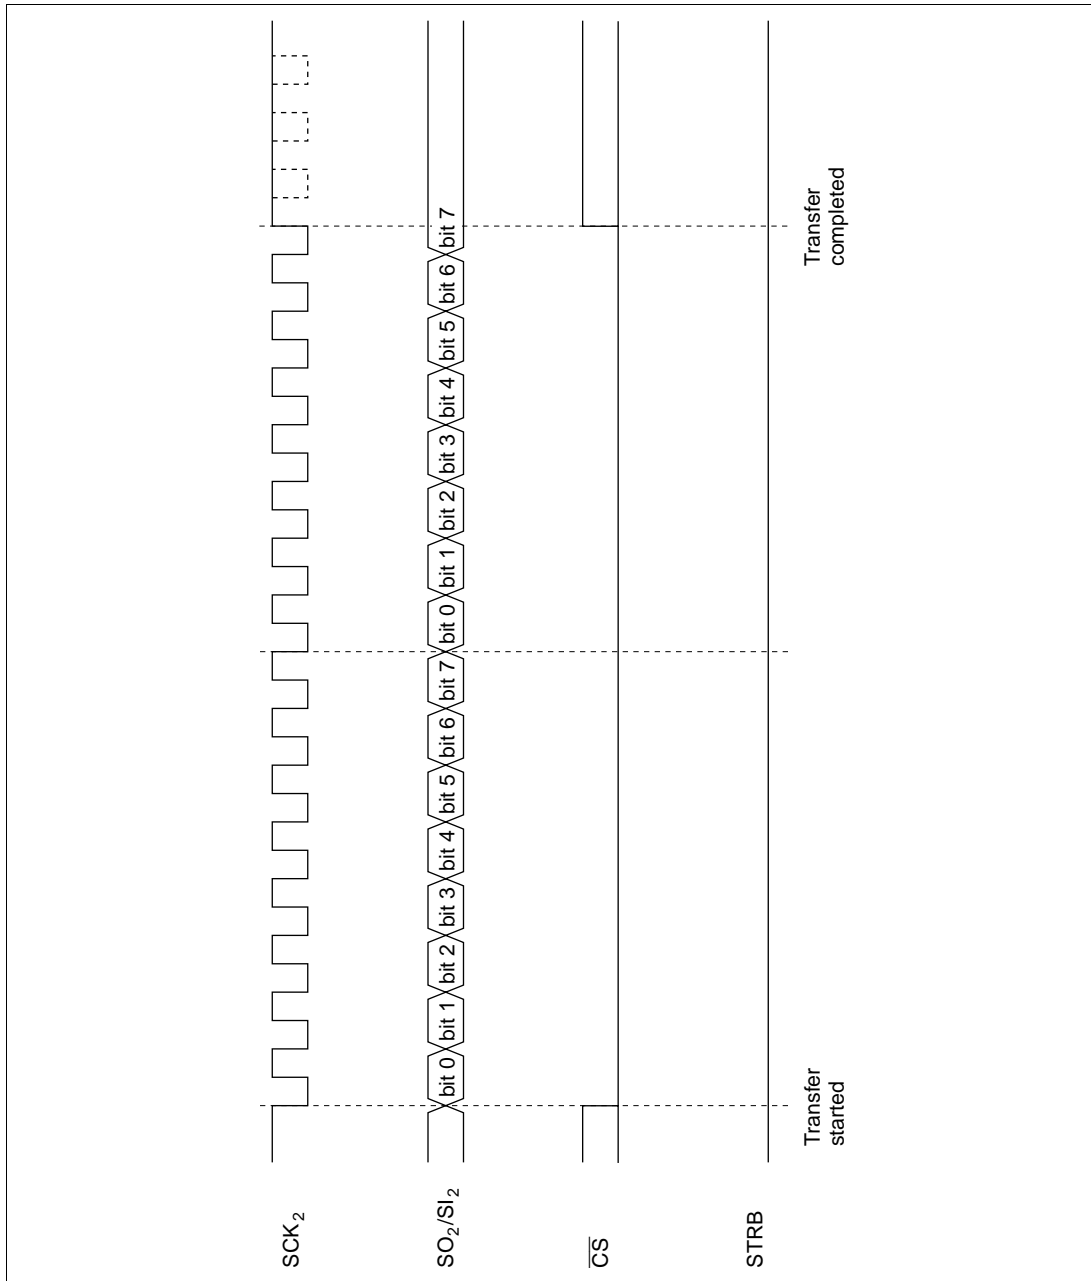 SCK2
SO2/SI2
bit 0 bit 1 bit 2 bit 3 bit 4 bit 5 bit 6 bit 7 bit 0 bit 1 bit 2 bit 3 bit 4 bit 5 bit 6 bit 7
CS
STRB
Transfer
started
Transfer
completed